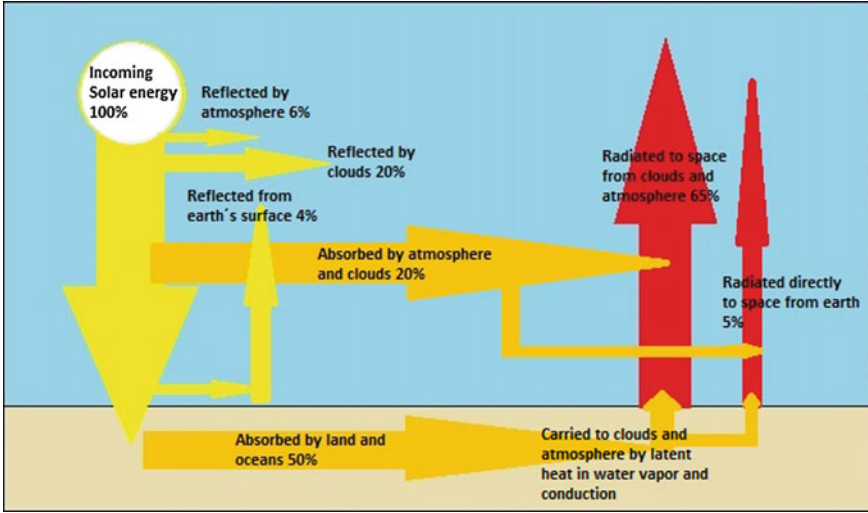 Incoming
Solar energy
100%
Reflected by
atmosphere 6%
Reflected by
clouds 20%
Reflected from
earth´s surface 4%
Absorbed by atmosphere
and clouds 20%
Radiated to space
from clouds and
atmosphere 65%
Radiated directly
to space from earth
5%
Absorbed by land and
oceans 50%
Carried to clouds and
atmosphere by latent
heat in water vapor and
conduction